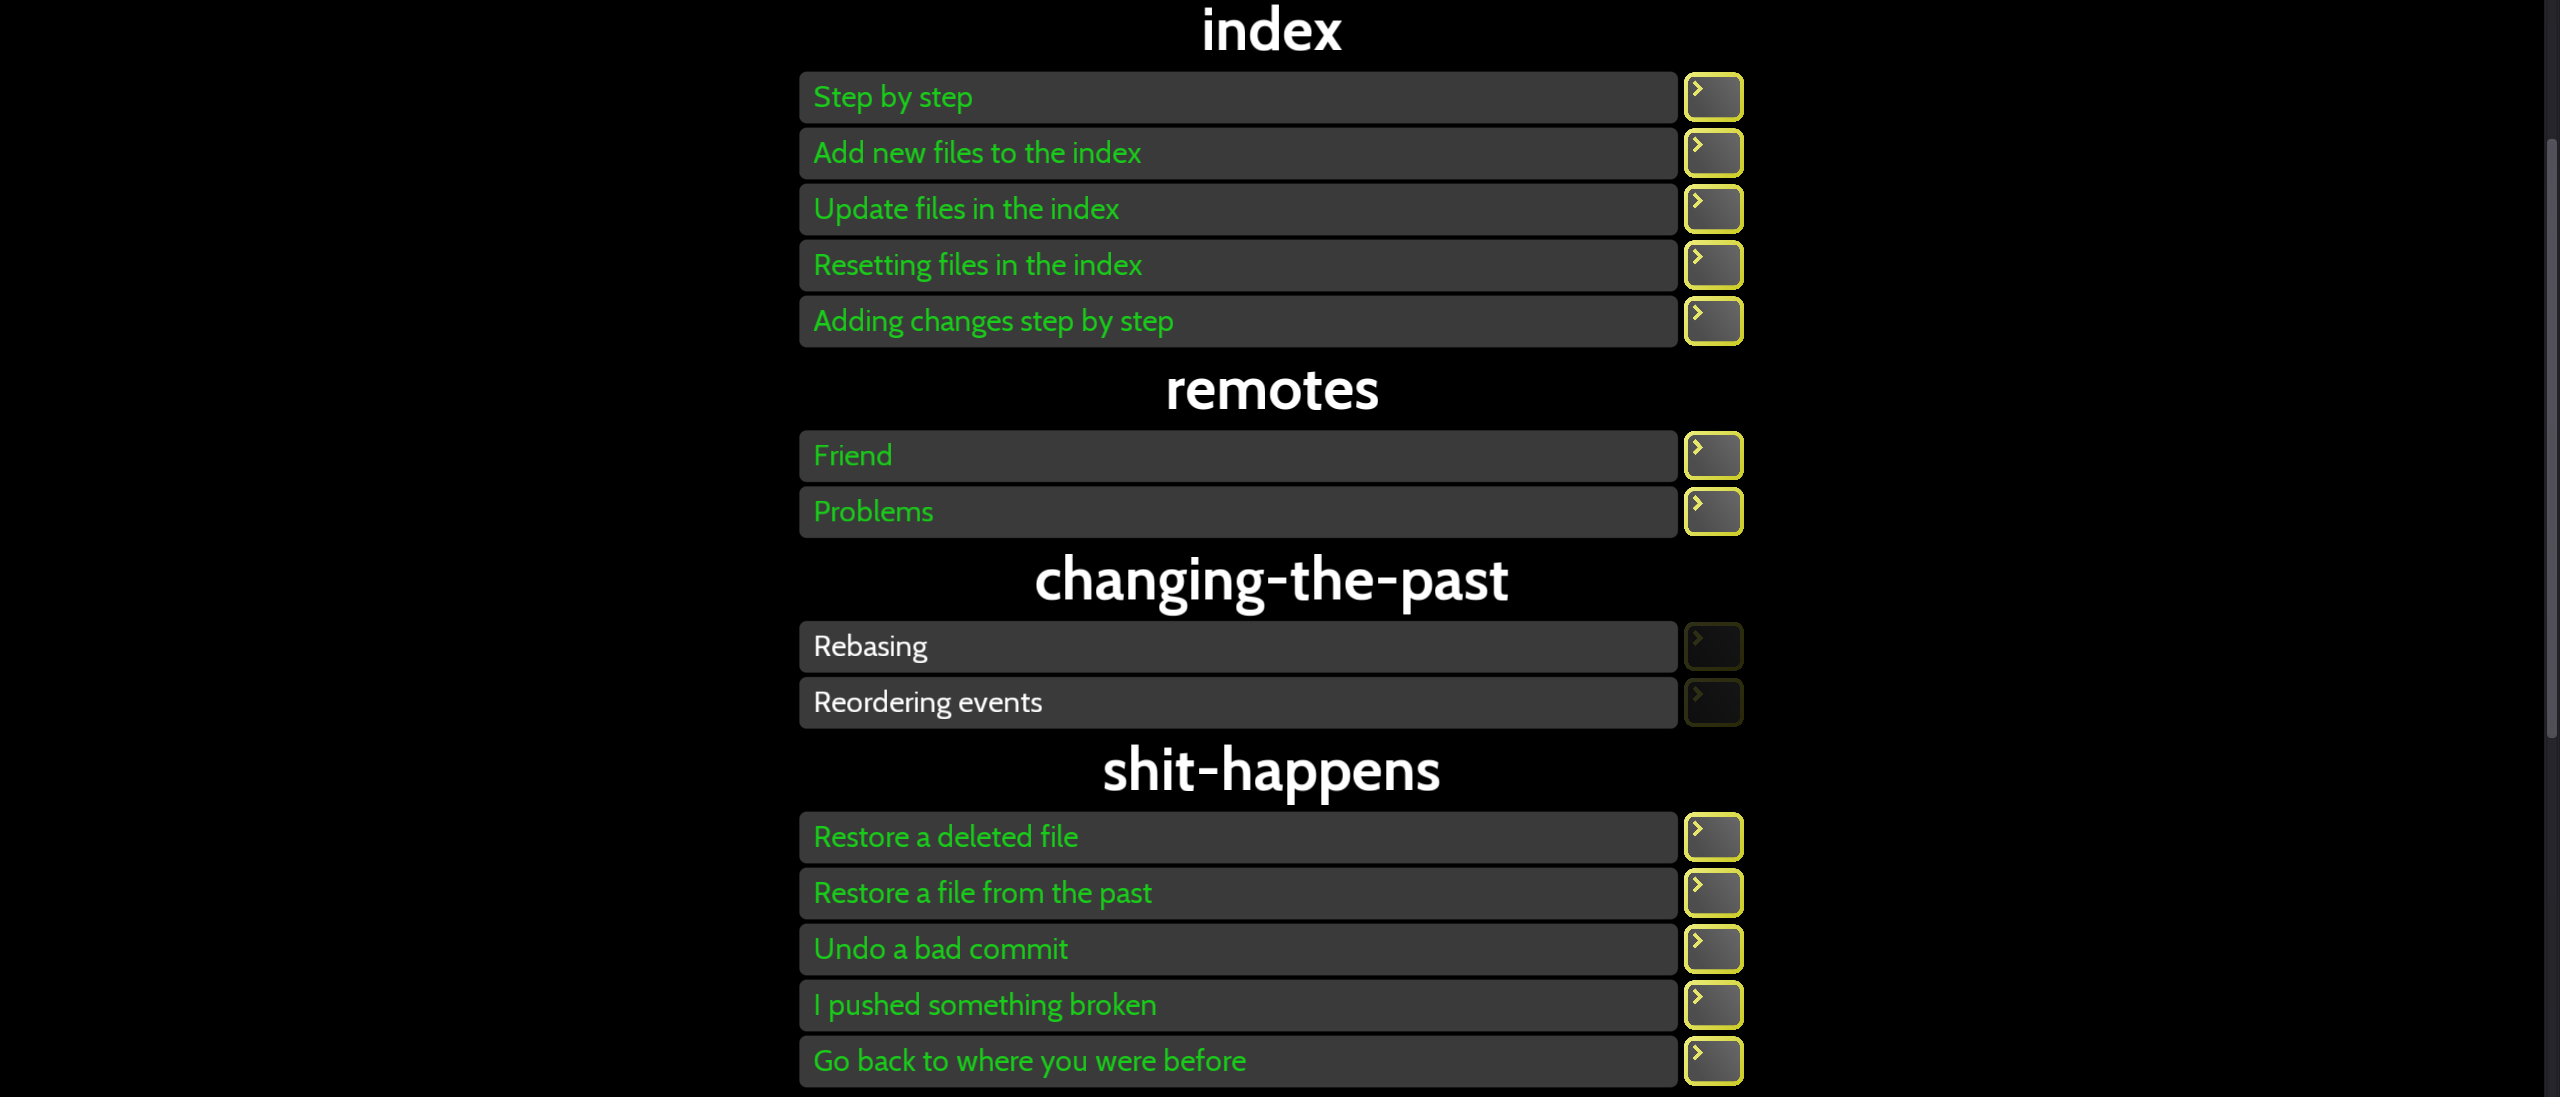 index
Step by step
Add new files to the index
Update files in the index
Resetting files in the index
Adding changes step by step
remotes
Friend
Problems
changing-the-past
Rebasing
Reordering events
shit-happens
Restore a deleted file
Restore a file from the past
Undo a bad commit
I pushed something broken
Go back to where you were before